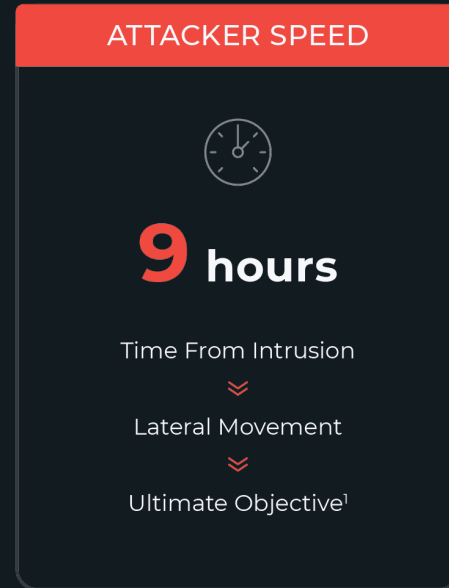 ATTACKER SPEED
9 hours
Time From Intrusion
Lateral Movement
Ultimate Objective¹